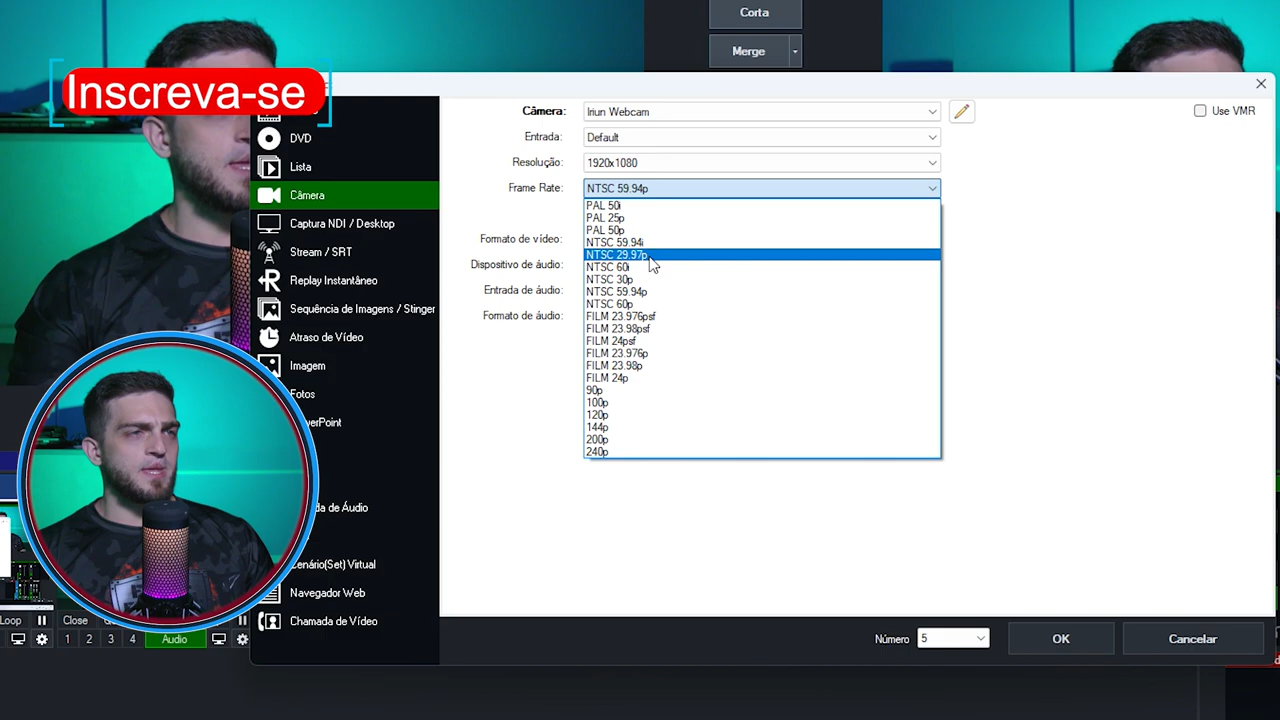 Corta
Merge
Inscreva-se
Câmera:
Iriun Webcam
Use VMR
DVD
Entrada:
Default
Lista
Resolução:
1920x1080
Câmera
Frame Rate:
NTSC 59.94p
PAL 50i
PAL 25p
PAL 50p
NTSC 59.94i
NTSC 29.97p
NTSC 60i
NTSC 30p
NTSC 59.94p
NTSC 60p
FILM 23.976psf
FILM 23.98psf
FILM 24psf
FILM 23.976p
FILM 23.98p
FILM 24p
90p
100p
120p
144p
200p
240p
Captura NDI / Desktop
Formato de vídeo:
Stream / SRT
Dispositivo de áudio:
Replay Instantâneo
Entrada de áudio:
Sequência de Imagens / Stinger
Formato de áudio:
Atraso de Vídeo
Imagem
Fotos
erPoint
da de Áudio
enário(Set) Virtual
Navegador Web
Chamada de Vídeo
Loop
Close
1 2 3 4
Audio
Número
5
OK
Cancelar